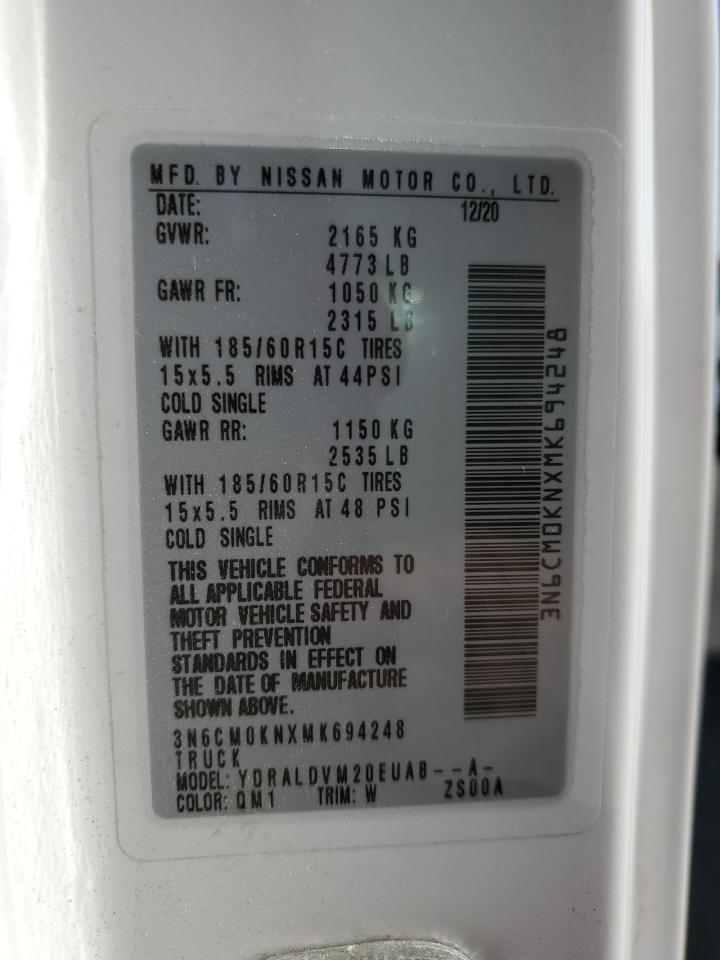 MFD. BY NISSAN MOTOR CO., LTD.
DATE: 12/20
GVWR: 2165 KG
4773 LB
GAWR FR: 1050 KG
2315 LB
WITH 185/60R15C TIRES
15x5.5 RIMS AT 44PSI
COLD SINGLE
GAWR RR: 1150 KG
2535 LB
WITH 185/60R15C TIRES
15x5.5 RIMS AT 48 PSI
COLD SINGLE
THIS VEHICLE CONFORMS TO
ALL APPLICABLE FEDERAL
MOTOR VEHICLE SAFETY AND
THEFT PREVENTION
STANDARDS IN EFFECT ON
THE DATE OF MANUFACTURE
SHOWN ABOVE.
3N6CM0KNXMK694248
TRUCK
MODEL: YDRALDVM20EUAB--A-
COLOR: QM1 TRIM: W ZS00A
3N6CM0KNXMK694248